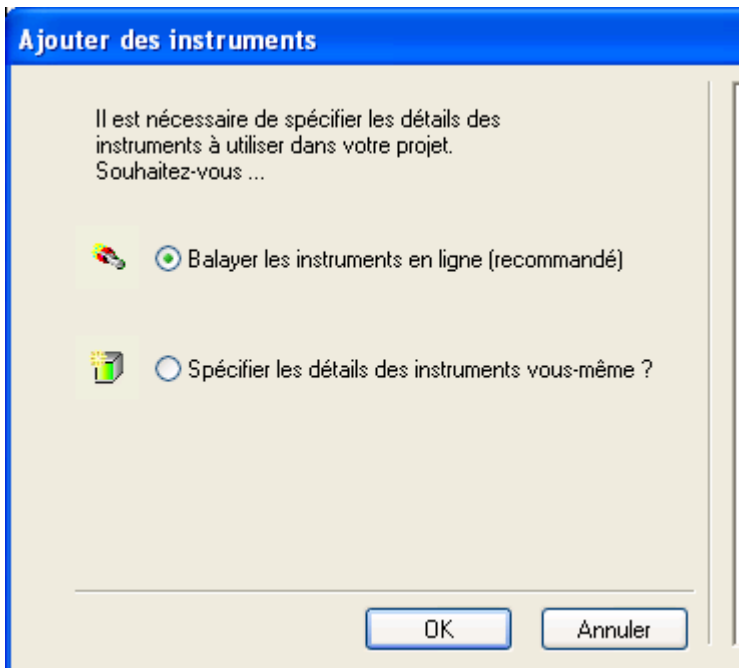 Ajouter des instruments
Il est nécessaire de spécifier les détails des
instruments à utiliser dans votre projet.
Souhaitez-vous ...
Balayer les instruments en ligne (recommandé)
Spécifier les détails des instruments vous-même ?
OK
Annuler